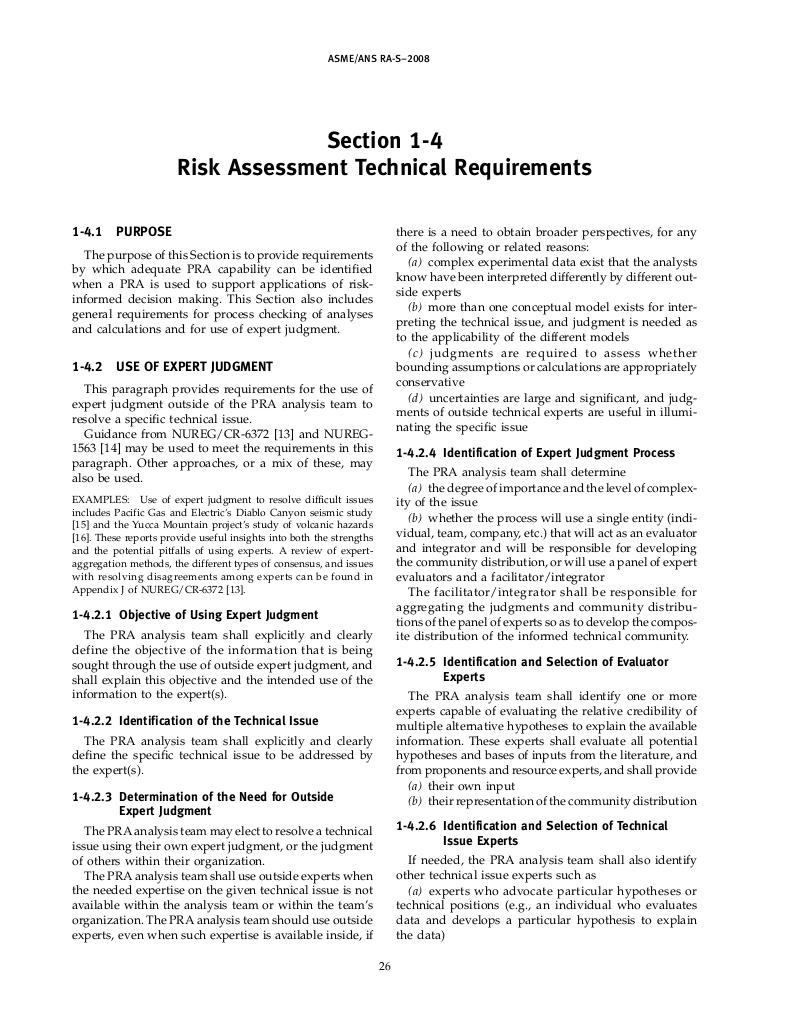 ASME/ANS RA-S–2008
Section 1-4
Risk Assessment Technical Requirements
1-4.1 PURPOSE
The purpose of this Section is to provide requirements
by which adequate PRA capability can be identified
when a PRA is used to support applications of risk-
informed decision making. This Section also includes
general requirements for process checking of analyses
and calculations and for use of expert judgment.
1-4.2 USE OF EXPERT JUDGMENT
This paragraph provides requirements for the use of
expert judgment outside of the PRA analysis team to
resolve a specific technical issue.
Guidance from NUREG/CR-6372 [13] and NUREG-
1563 [14] may be used to meet the requirements in this
paragraph. Other approaches, or a mix of these, may
also be used.
EXAMPLES: Use of expert judgment to resolve difficult issues
includes Pacific Gas and Electric's Diablo Canyon seismic study
[15] and the Yucca Mountain project's study of volcanic hazards
[16]. These reports provide useful insights into both the strengths
and the potential pitfalls of using experts. A review of expert-
aggregation methods, the different types of consensus, and issues
with resolving disagreements among experts can be found in
Appendix J of NUREG/CR-6372 [13].
1-4.2.1 Objective of Using Expert Judgment
The PRA analysis team shall explicitly and clearly
define the objective of the information that is being
sought through the use of outside expert judgment, and
shall explain this objective and the intended use of the
information to the expert(s).
1-4.2.2 Identification of the Technical Issue
The PRA analysis team shall explicitly and clearly
define the specific technical issue to be addressed by
the expert(s).
1-4.2.3 Determination of the Need for Outside
Expert Judgment
The PRA analysis team may elect to resolve a technical
issue using their own expert judgment, or the judgment
of others within their organization.
The PRA analysis team shall use outside experts when
the needed expertise on the given technical issue is not
available within the analysis team or within the team's
organization. The PRA analysis team should use outside
experts, even when such expertise is available inside, if
there is a need to obtain broader perspectives, for any
of the following or related reasons:
(a) complex experimental data exist that the analysts
know have been interpreted differently by different out-
side experts
(b) more than one conceptual model exists for inter-
preting the technical issue, and judgment is needed as
to the applicability of the different models
(c) judgments are required to assess whether
bounding assumptions or calculations are appropriately
conservative
(d) uncertainties are large and significant, and judg-
ments of outside technical experts are useful in illumi-
nating the specific issue
1-4.2.4 Identification of Expert Judgment Process
The PRA analysis team shall determine
(a) the degree of importance and the level of complex-
ity of the issue
(b) whether the process will use a single entity (indi-
vidual, team, company, etc.) that will act as an evaluator
and integrator and will be responsible for developing
the community distribution, or will use a panel of expert
evaluators and a facilitator/integrator
The facilitator/integrator shall be responsible for
aggregating the judgments and community distribu-
tions of the panel of experts so as to develop the compos-
ite distribution of the informed technical community.
1-4.2.5 Identification and Selection of Evaluator
Experts
The PRA analysis team shall identify one or more
experts capable of evaluating the relative credibility of
multiple alternative hypotheses to explain the available
information. These experts shall evaluate all potential
hypotheses and bases of inputs from the literature, and
from proponents and resource experts, and shall provide
(a) their own input
(b) their representation of the community distribution
1-4.2.6 Identification and Selection of Technical
Issue Experts
If needed, the PRA analysis team shall also identify
other technical issue experts such as
(a) experts who advocate particular hypotheses or
technical positions (e.g., an individual who evaluates
data and develops a particular hypothesis to explain
the data)
26